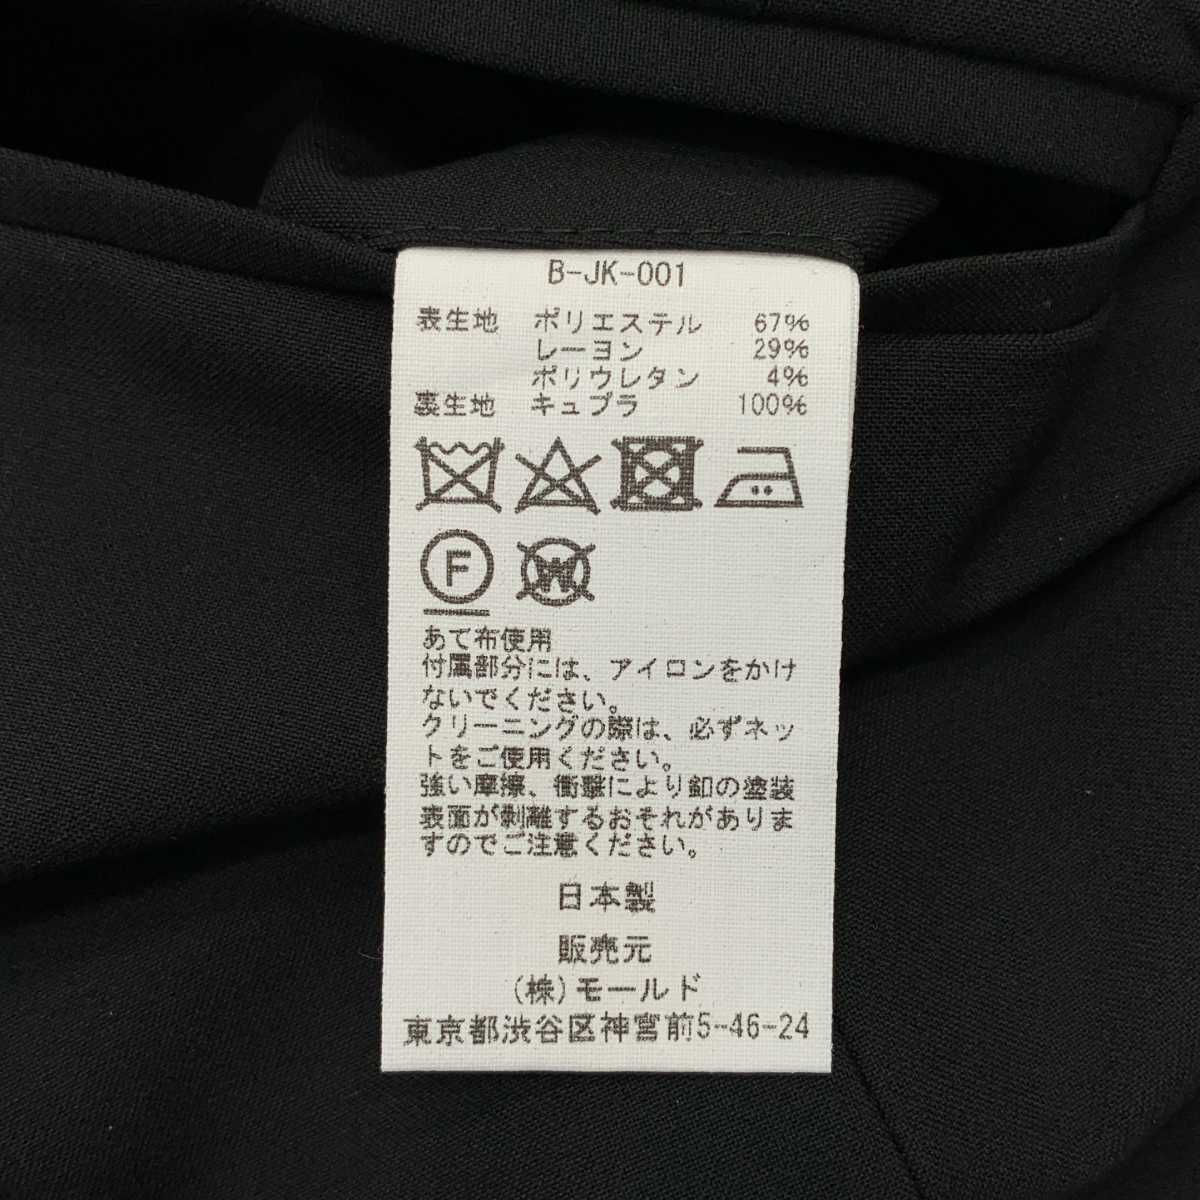 B-JK-001
表生地 ポリエステル 67%
レーヨン 29%
ポリウレタン 4%
裏生地 キュプラ 100%
F W
あて布使用
付属部分には、アイロンをかけ
ないでください。
クリーニングの際は、必ずネッ
トをご使用ください。
強い摩擦、衝撃により釦の塗装
表面が剥離するおそれがありま
すのでご注意ください。
日本製
販売元
(株)モールド
東京都渋谷区神宮前5-46-24